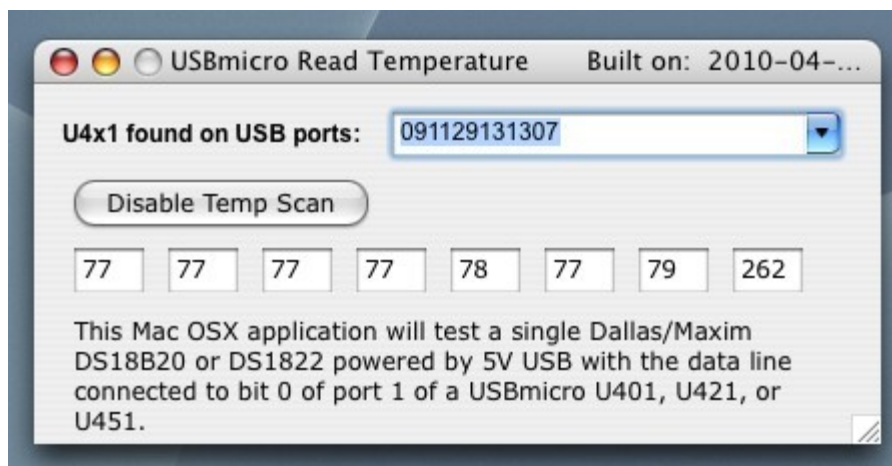 USBmicro Read Temperature Built on: 2010-04-...
U4x1 found on USB ports: 091129131307
Disable Temp Scan
77 77 77 77 78 77 79 262
This Mac OSX application will test a single Dallas/Maxim
DS18B20 or DS1822 powered by 5V USB with the data line
connected to bit 0 of port 1 of a USBmicro U401, U421, or
U451.